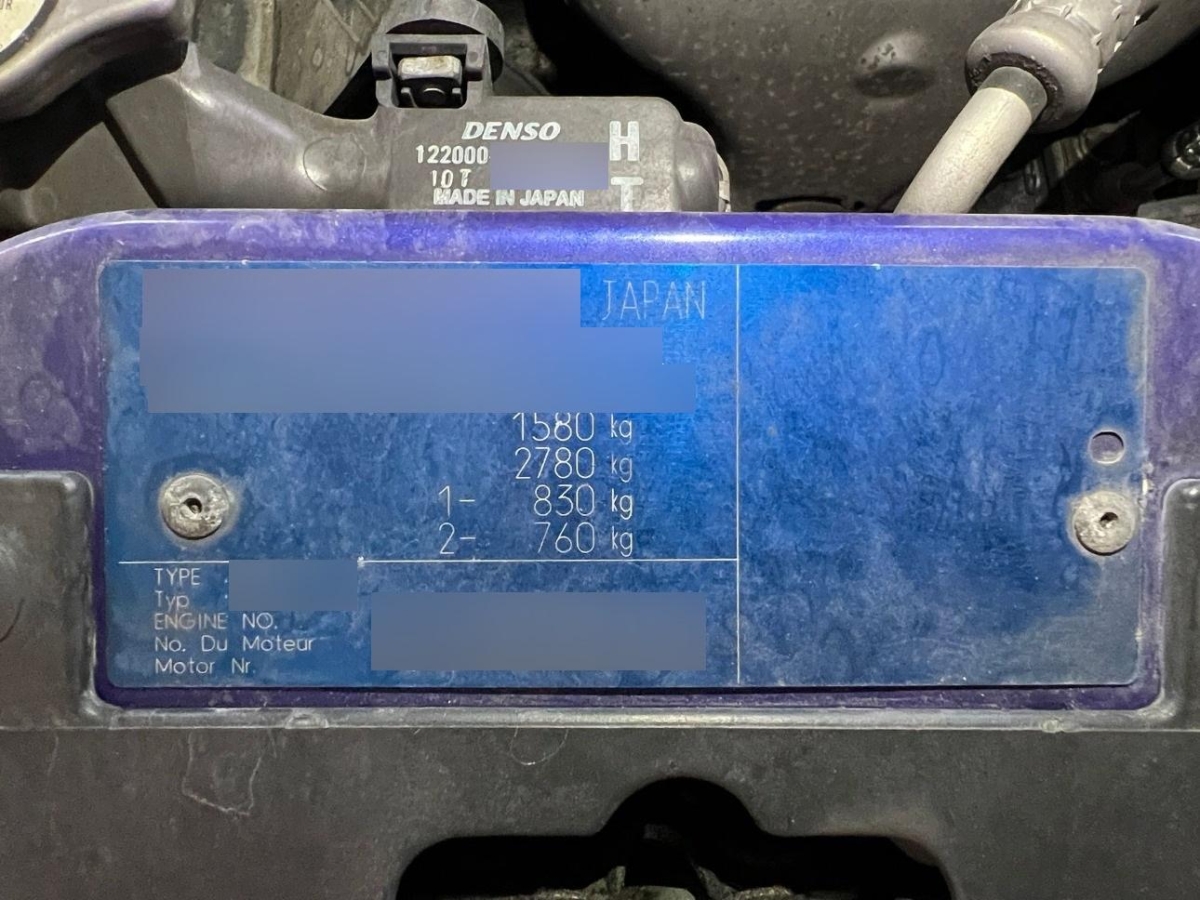 DENSO
122000
10T
MADE IN JAPAN
H
T
JAPAN
1580 kg
2780 kg
1- 830 kg
2- 760 kg
TYPE
Typ
ENGINE NO.
No. Du Moteur
Motor Nr.